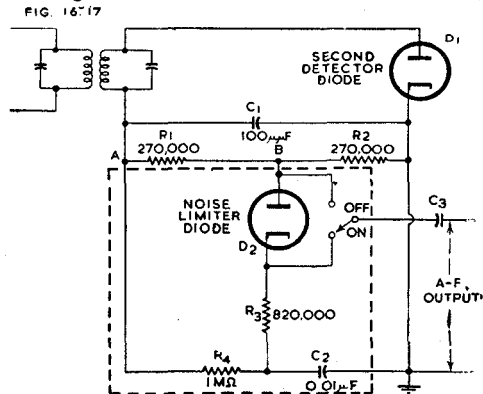 FIG. 16.17
D1
SECOND
DETECTOR
DIODE
C1
100μμF
R1
270,000
R2
270,000
A
B
NOISE
LIMITER
DIODE
D2
OFF
ON
C3
A-F.
OUTPUT
R3
820,000
R4
1MΩ
C2
0.01μF